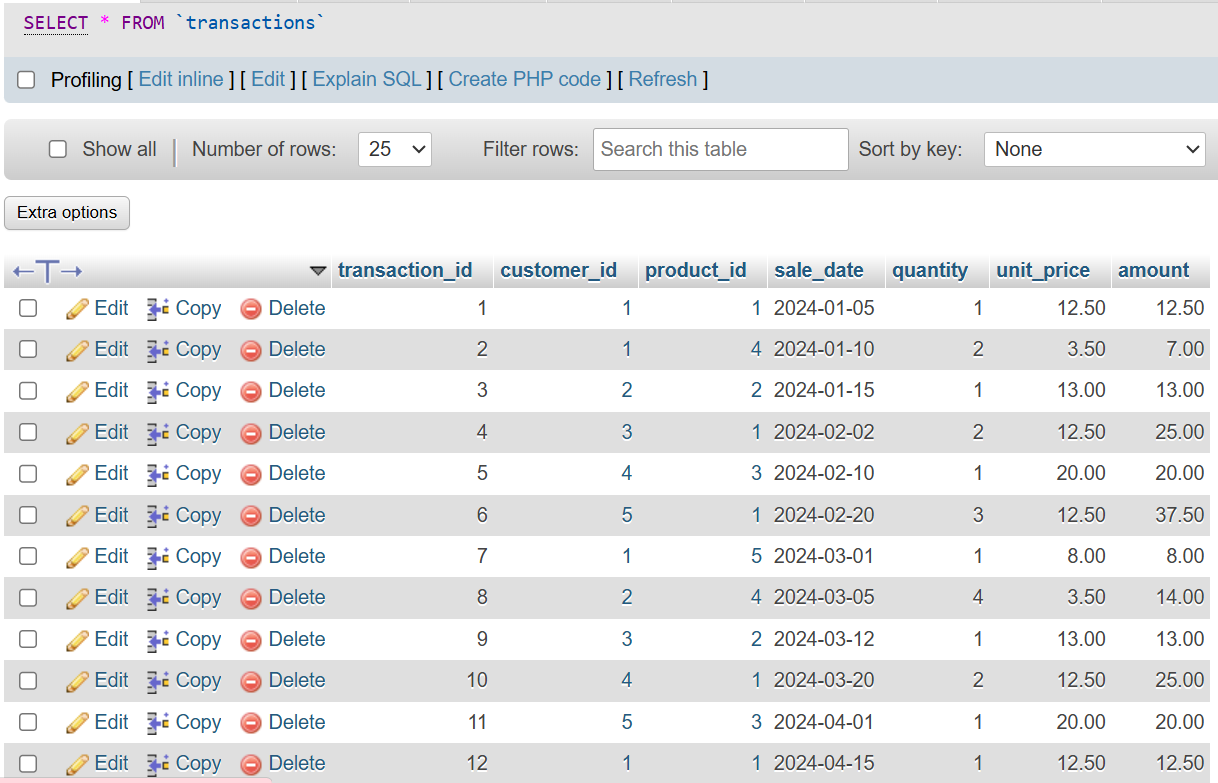 SELECT * FROM `transactions`
Profiling [ Edit inline ] [ Edit ] [ Explain SQL ] [ Create PHP code ] [ Refresh ]
Show all | Number of rows: 25 Filter rows: Search this table Sort by key: None
Extra options
←T→ transaction_id customer_id product_id sale_date quantity unit_price amount
Edit Copy Delete 1 1 1 2024-01-05 1 12.50 12.50
Edit Copy Delete 2 1 4 2024-01-10 2 3.50 7.00
Edit Copy Delete 3 2 2 2024-01-15 1 13.00 13.00
Edit Copy Delete 4 3 1 2024-02-02 2 12.50 25.00
Edit Copy Delete 5 4 3 2024-02-10 1 20.00 20.00
Edit Copy Delete 6 5 1 2024-02-20 3 12.50 37.50
Edit Copy Delete 7 1 5 2024-03-01 1 8.00 8.00
Edit Copy Delete 8 2 4 2024-03-05 4 3.50 14.00
Edit Copy Delete 9 3 2 2024-03-12 1 13.00 13.00
Edit Copy Delete 10 4 1 2024-03-20 2 12.50 25.00
Edit Copy Delete 11 5 3 2024-04-01 1 20.00 20.00
Edit Copy Delete 12 1 1 2024-04-15 1 12.50 12.50